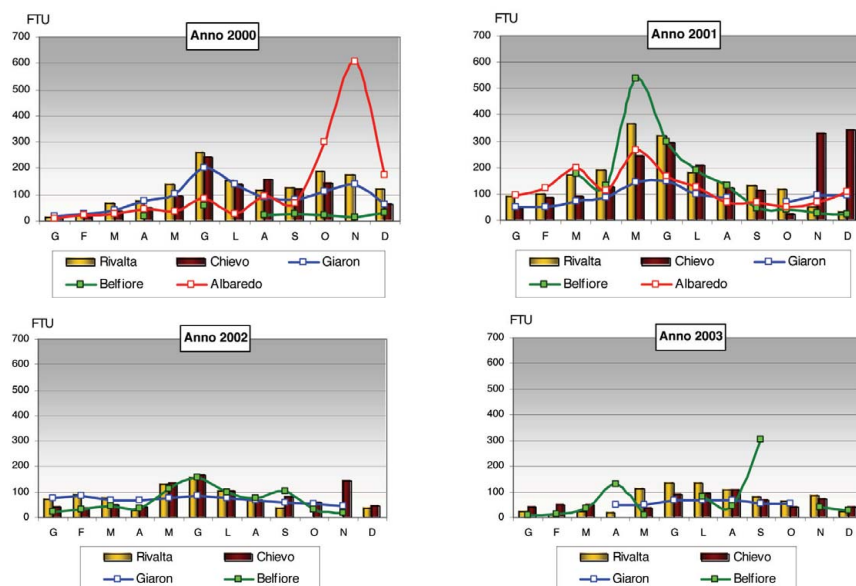 FTU
Anno 2000
700
600
500
400
300
200
100
0
G F M A M G L A S O N D
Rivalta Chievo Giaron
Belfiore Albaredo
FTU
Anno 2001
700
600
500
400
300
200
100
0
G F M A M G L A S O N D
Rivalta Chievo Giaron
Belfiore Albaredo
FTU
Anno 2002
700
600
500
400
300
200
100
0
G F M A M G L A S O N D
Rivalta Chievo
Giaron Belfiore
FTU
Anno 2003
700
600
500
400
300
200
100
0
G F M A M G L A S O N D
Rivalta Chievo
Giaron Belfiore